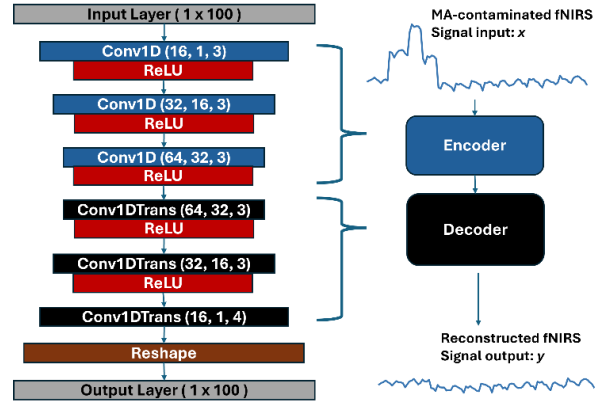 Input Layer ( 1 x 100 )
Conv1D (16, 1, 3)
ReLU
Conv1D (32, 16, 3)
ReLU
Conv1D (64, 32, 3)
ReLU
Conv1DTrans (64, 32, 3)
ReLU
Conv1DTrans (32, 16, 3)
ReLU
Conv1DTrans (16, 1, 4)
Reshape
Output Layer ( 1 x 100 )
MA-contaminated fNIRS
Signal input: x
Encoder
Decoder
Reconstructed fNIRS
Signal output: y